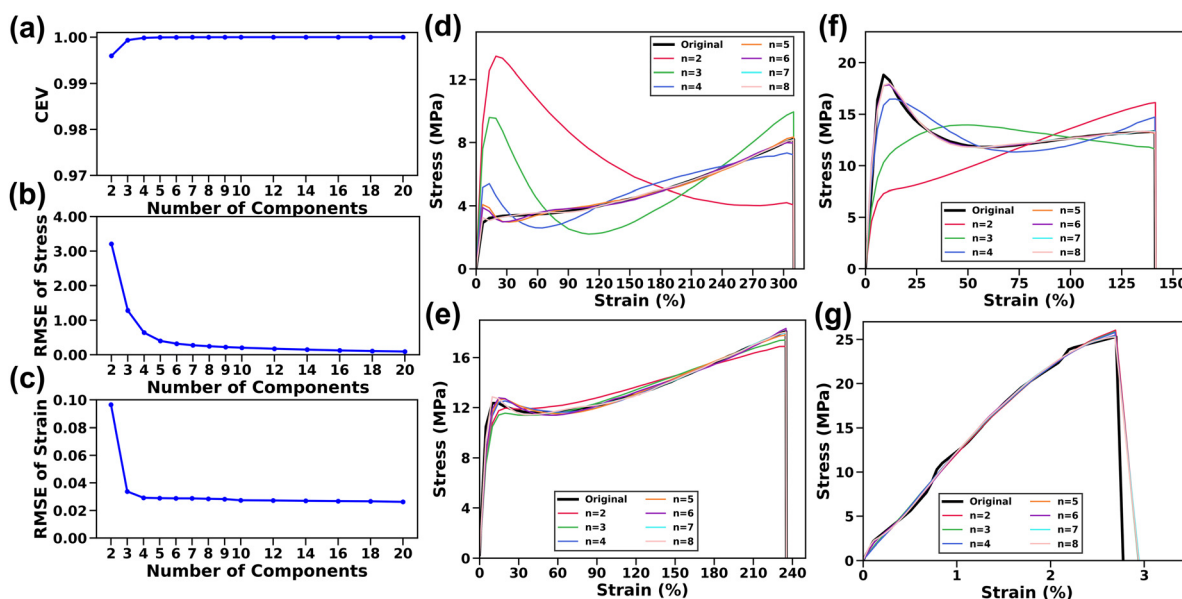 (a)
1.00
0.99
0.98
0.97
CEV
2 3 4 5 6 7 8 9 10 12 14 16 18 20
Number of Components
(b)
4.00
3.00
2.00
1.00
0.00
RMSE of Stress
2 3 4 5 6 7 8 9 10 12 14 16 18 20
Number of Components
(c)
0.10
0.08
0.06
0.04
0.02
0.00
RMSE of Strain
2 3 4 5 6 7 8 9 10 12 14 16 18 20
Number of Components
(d)
12
8
4
0
Stress (MPa)
Original n=5
n=2 n=6
n=3 n=7
n=4 n=8
0 30 60 90 120 150 180 210 240 270 300
Strain (%)
(e)
16
12
8
4
0
Stress (MPa)
Original n=5
n=2 n=6
n=3 n=7
n=4 n=8
0 30 60 90 120 150 180 210 240
Strain (%)
(f)
20
15
10
5
0
Stress (MPa)
Original n=5
n=2 n=6
n=3 n=7
n=4 n=8
0 25 50 75 100 125 150
Strain (%)
(g)
25
20
15
10
5
0
Stress (MPa)
Original n=5
n=2 n=6
n=3 n=7
n=4 n=8
0 1 2 3
Strain (%)